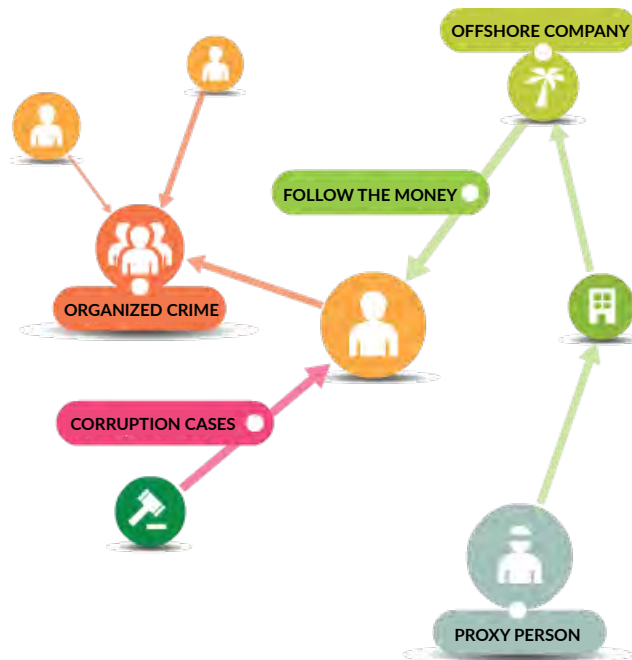 OFFSHORE COMPANY
FOLLOW THE MONEY
ORGANIZED CRIME
CORRUPTION CASES
PROXY PERSON